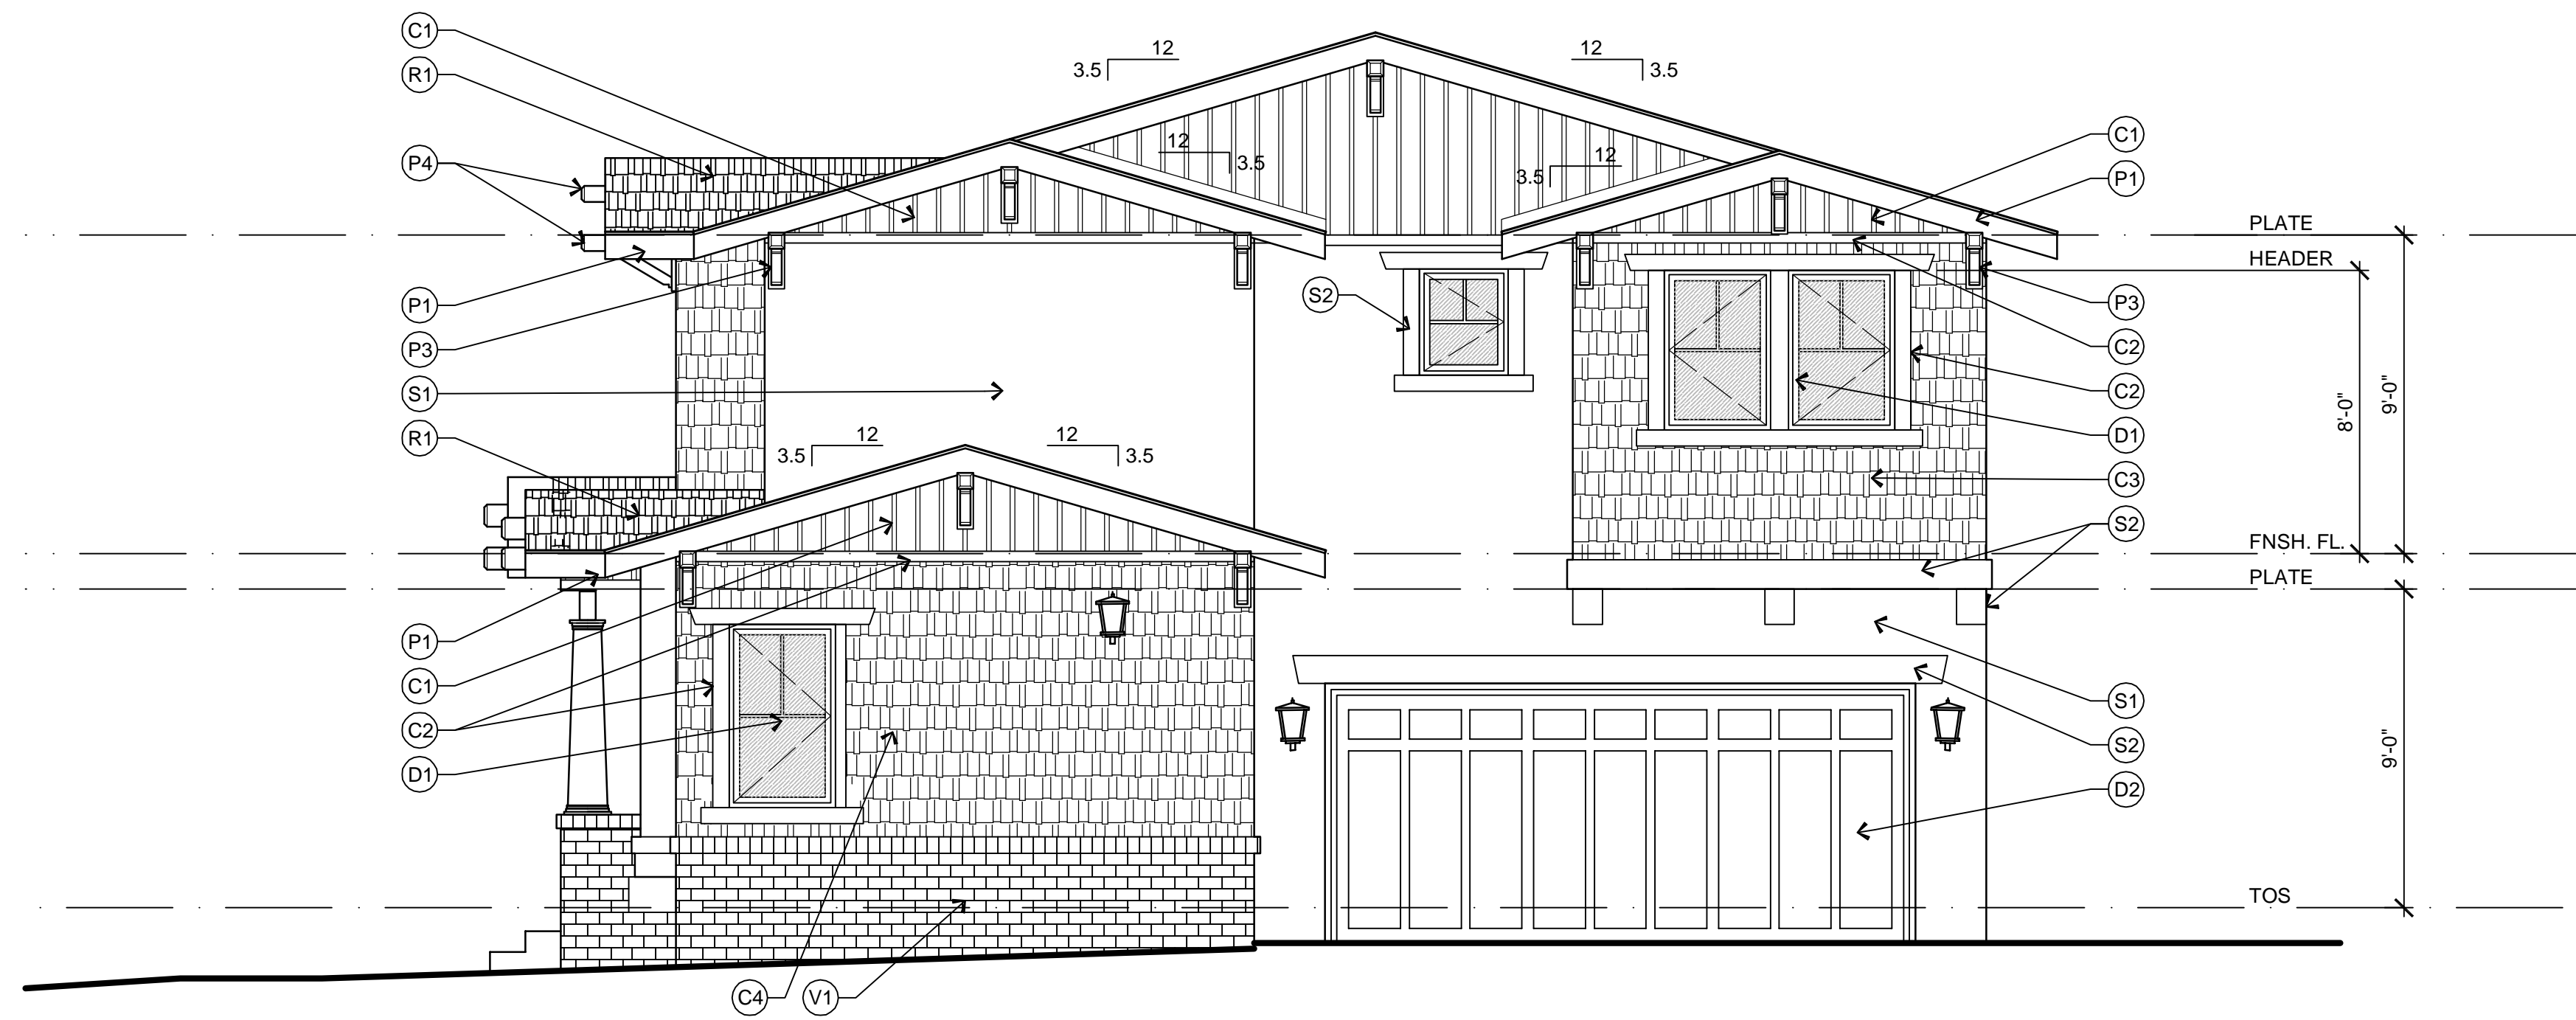 C1
R1
P4
P1
P3
S1
R1
P1
C1
C2
D1
C4
V1
12
3.5
12
3.5
12
3.5
12
3.5
12
3.5
12
3.5
S2
C1
P1
P3
C2
C2
D1
C3
S2
S1
S2
D2
PLATE
HEADER
FNSH. FL.
PLATE
TOS
8'-0"
9'-0"
9'-0"